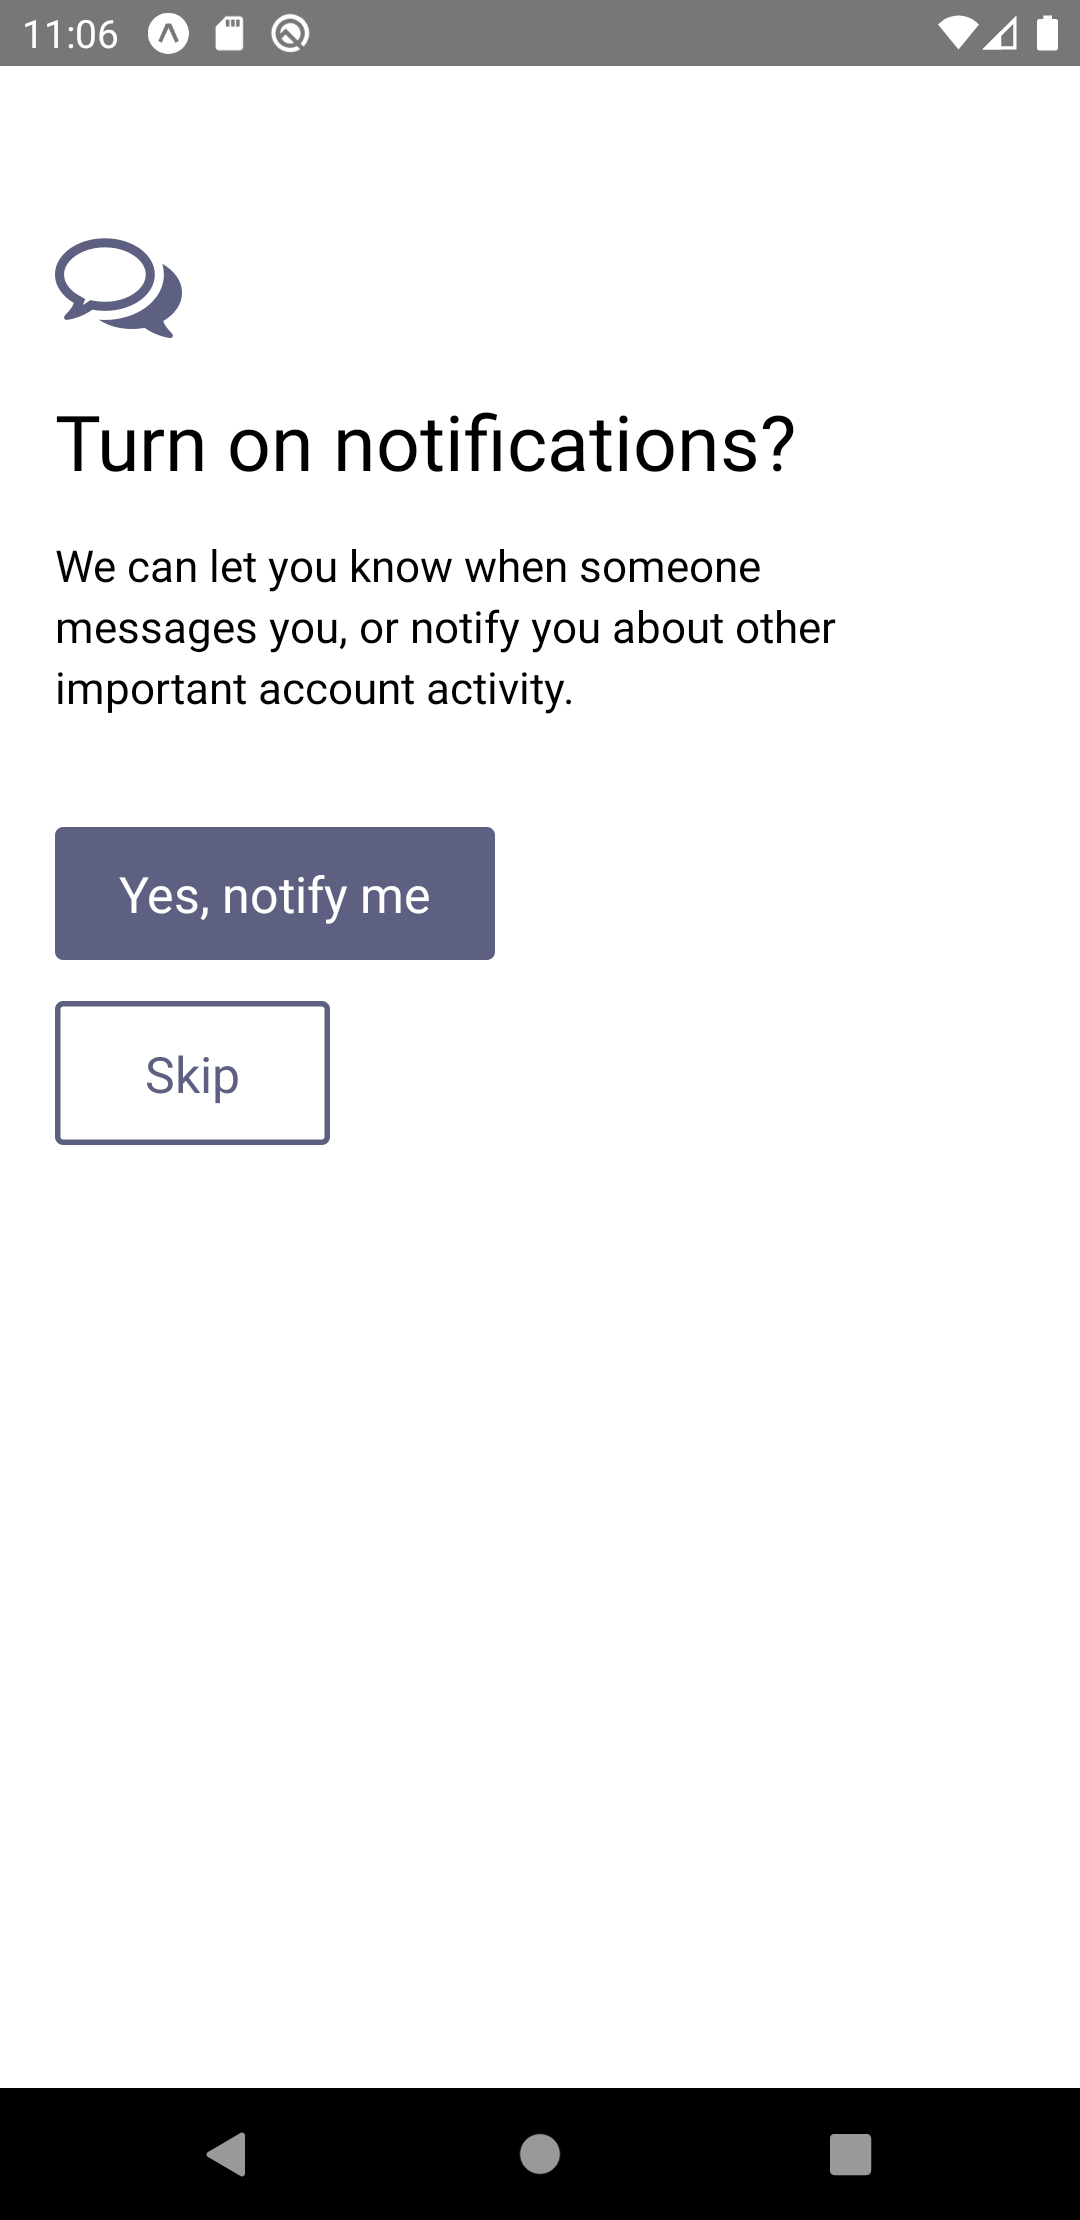 11:06
Turn on notifications?
We can let you know when someone
messages you, or notify you about other
important account activity.
Yes, notify me
Skip